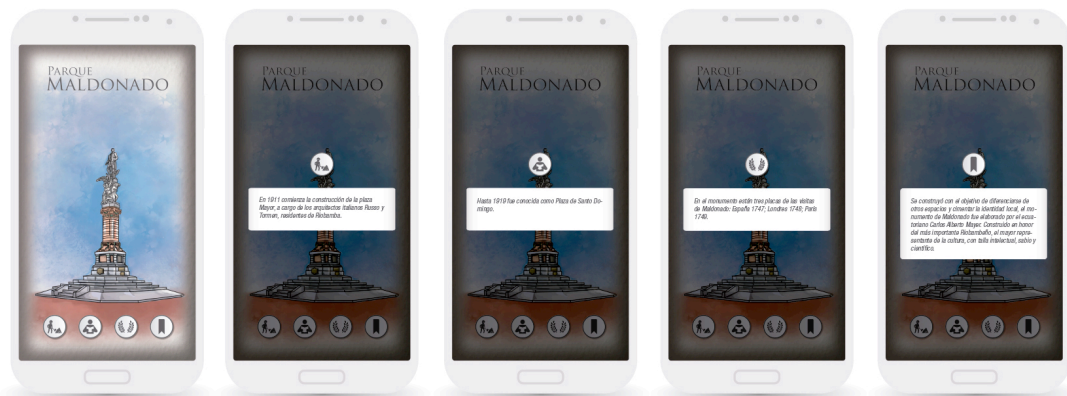 PARQUE
MALDONADO
PARQUE
MALDONADO
En 1911 comienza la construcción de la plaza
Mayor, a cargo de los arquitectos italianos Russo y
Tormen, residentes de Riobamba.
PARQUE
MALDONADO
Hasta 1919 fue conocida como Plaza de Santo Do-
mingo.
PARQUE
MALDONADO
En el monumento están tres placas de las visitas
de Maldonado: España 1747; Londres 1749; París
1749.
PARQUE
MALDONADO
Se construyó con el objetivo de diferenciarse de
otros espacios y cimentar la identidad local, el mo-
numento de Maldonado fue elaborado por el ecua-
toriano Carlos Alberto Mayer. Construido en honor
del más importante Riobambeño, el mayor repre-
sentante de la cultura, con talla intelectual, sabio y
científico.